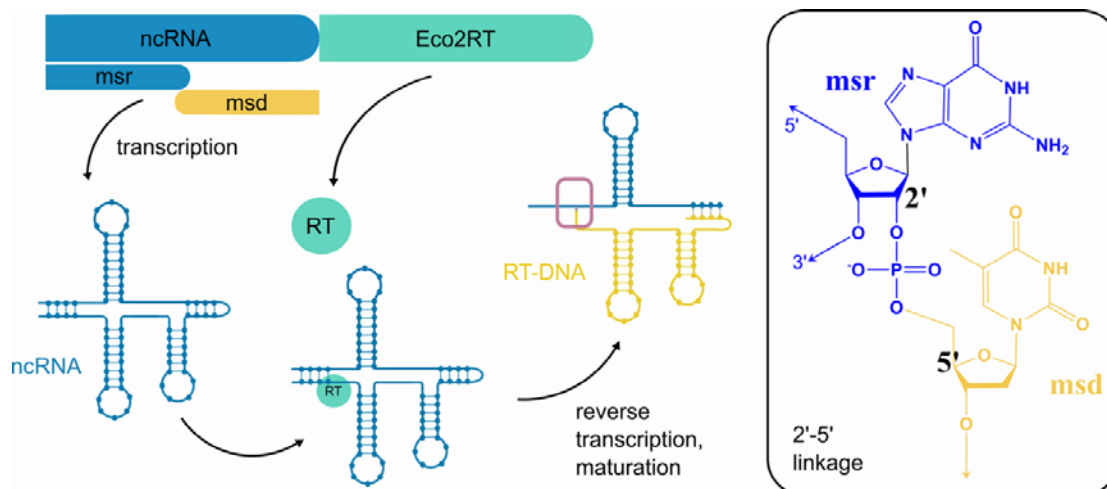 ncRNA
Eco2RT
msr
msd
transcription
RT
ncRNA
RT
RT-DNA
reverse
transcription,
maturation
O
msr
N
NH
5'
N
N
NH₂
O
2'
O
O
3'
O
-O
P
O
NH
O
N
O
5'
O
msd
O
2'-5'
linkage